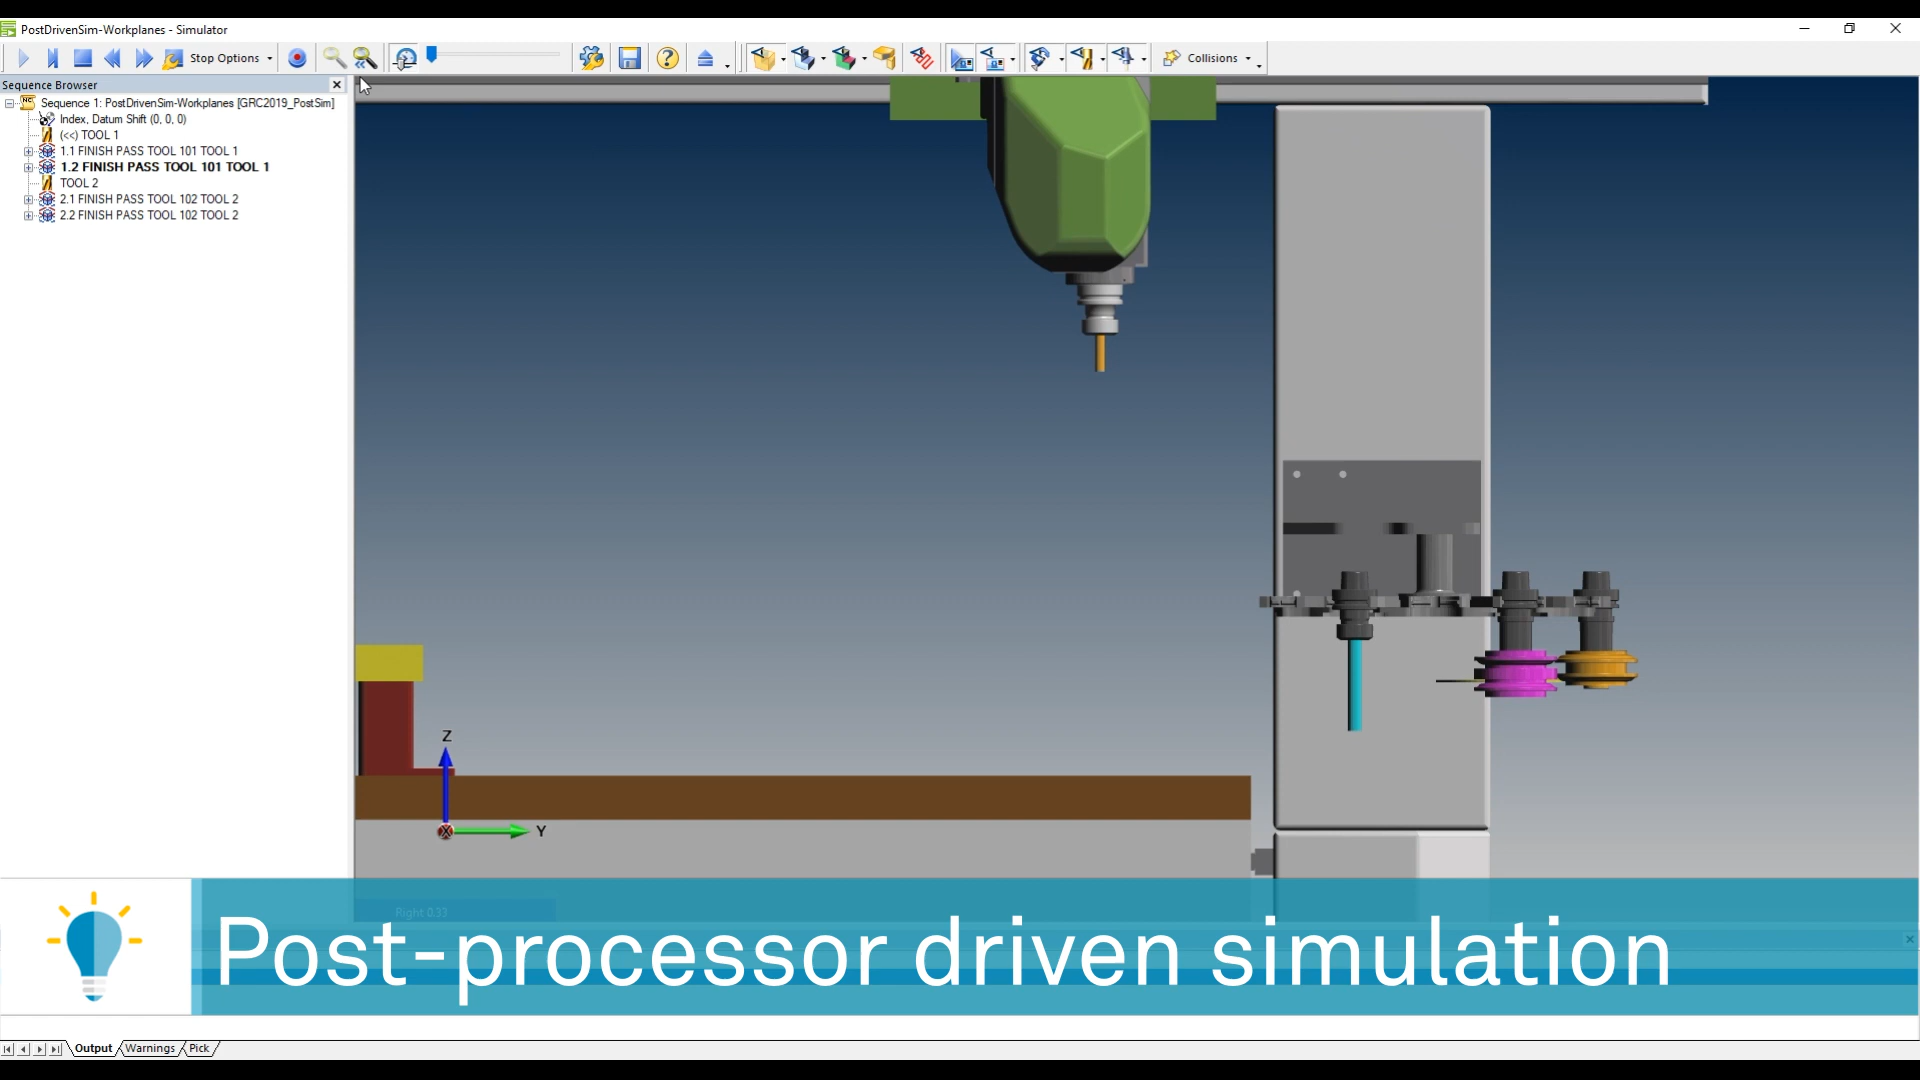 PostDrivenSim-Workplanes - Simulator
Stop Options
Collisions
Sequence Browser
Sequence 1: PostDrivenSim-Workplanes [GRC2019_PostSim]
Index, Datum Shift (0, 0, 0)
(<<) TOOL 1
1.1 FINISH PASS TOOL 101 TOOL 1
1.2 FINISH PASS TOOL 101 TOOL 1
TOOL 2
2.1 FINISH PASS TOOL 102 TOOL 2
2.2 FINISH PASS TOOL 102 TOOL 2
Z
X
Y
Right 0.33
Post-processor driven simulation
Output
Warnings
Pick